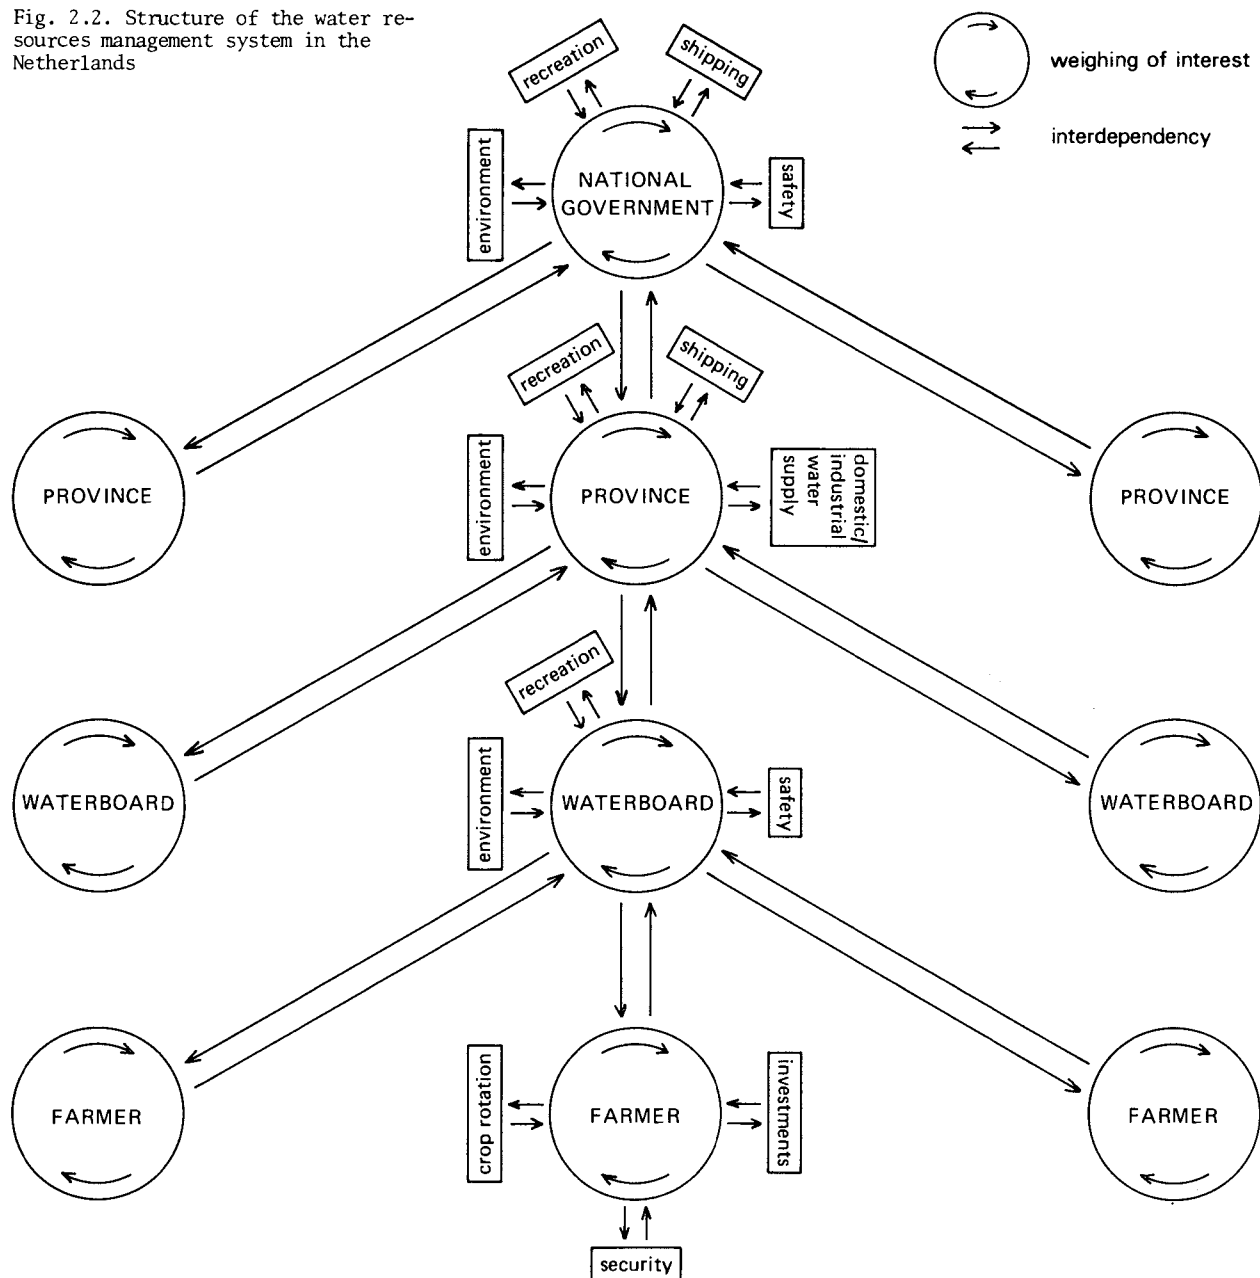 Fig. 2.2. Structure of the water re-
sources management system in the
Netherlands
weighing of interest
interdependency
recreation
shipping
environment
NATIONAL
GOVERNMENT
safety
recreation
shipping
PROVINCE
environment
PROVINCE
domestic/
industrial
water
supply
PROVINCE
recreation
WATERBOARD
environment
WATERBOARD
safety
WATERBOARD
FARMER
crop rotation
FARMER
investments
FARMER
security